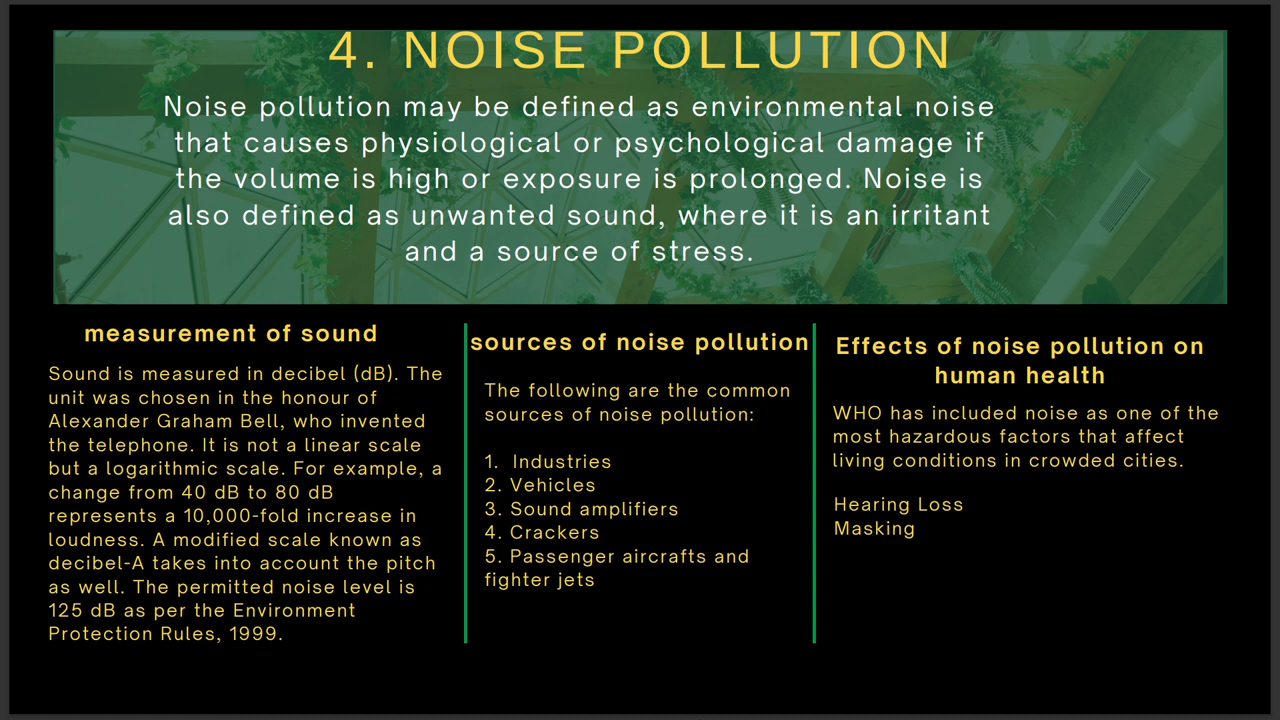 4. NOISE POLLUTION
Noise pollution may be defined as environmental noise
that causes physiological or psychological damage if
the volume is high or exposure is prolonged. Noise is
also defined as unwanted sound, where it is an irritant
and a source of stress.
measurement of sound
Sound is measured in decibel (dB). The
unit was chosen in the honour of
Alexander Graham Bell, who invented
the telephone. It is not a linear scale
but a logarithmic scale. For example, a
change from 40 dB to 80 dB
represents a 10,000-fold increase in
loudness. A modified scale known as
decibel-A takes into account the pitch
as well. The permitted noise level is
125 dB as per the Environment
Protection Rules, 1999.
sources of noise pollution
The following are the common
sources of noise pollution:
1. Industries
2. Vehicles
3. Sound amplifiers
4. Crackers
5. Passenger aircrafts and
fighter jets
Effects of noise pollution on
human health
WHO has included noise as one of the
most hazardous factors that affect
living conditions in crowded cities.
Hearing Loss
Masking